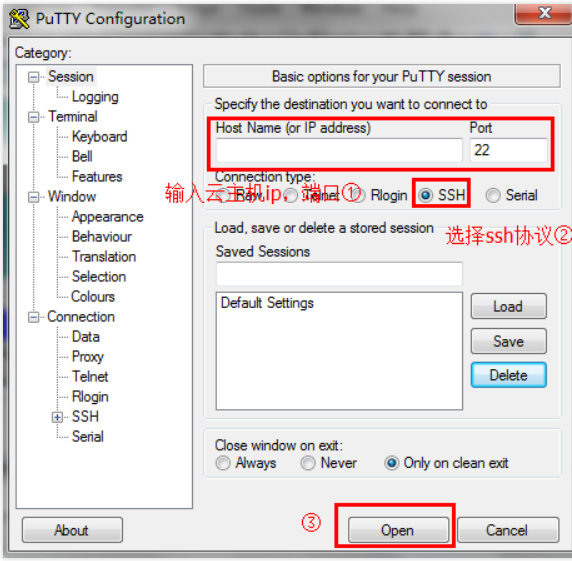 PuTTY Configuration
Category:
Session
Logging
Terminal
Keyboard
Bell
Features
Window
Appearance
Behaviour
Translation
Selection
Colours
Connection
Data
Proxy
Telnet
Rlogin
SSH
Serial
Basic options for your PuTTY session
Specify the destination you want to connect to
Host Name (or IP address) Port
22
Connection type:
Raw Telnet Rlogin SSH Serial
输入云主机ip，端口①
选择ssh协议②
Load, save or delete a stored session
Saved Sessions
Default Settings
Load
Save
Delete
Close window on exit:
Always Never Only on clean exit
③
About Open Cancel